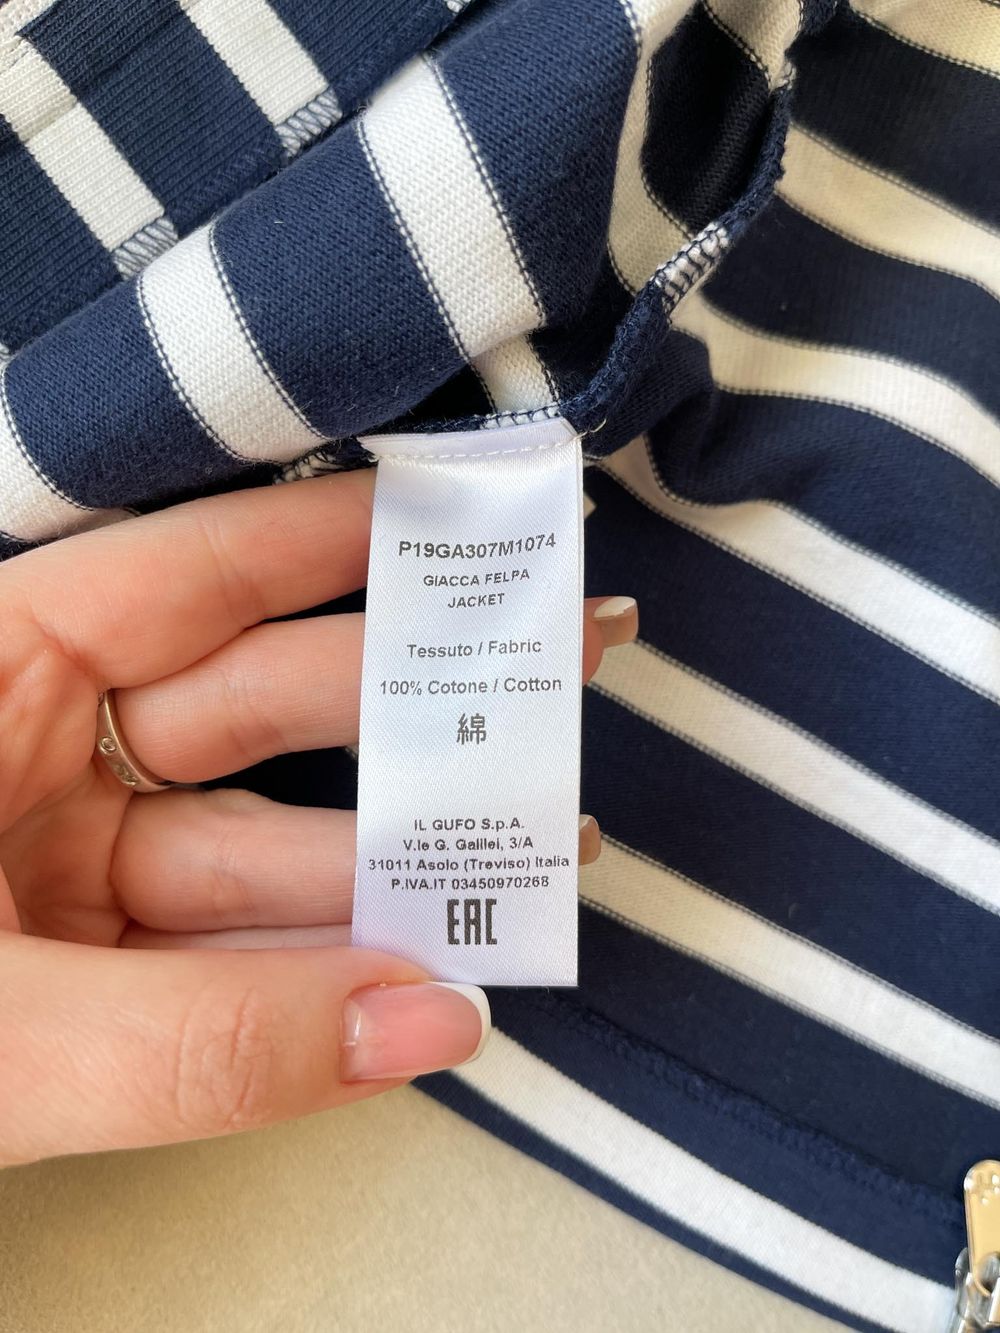 P19GA307M1074
GIACCA FELPA
JACKET
Tessuto / Fabric
100% Cotone / Cotton
綿
IL GUFO S.p.A.
V.le G. Galilei, 3/A
31011 Asolo (Treviso) Italia
P.IVA.IT 03450970268
EAC